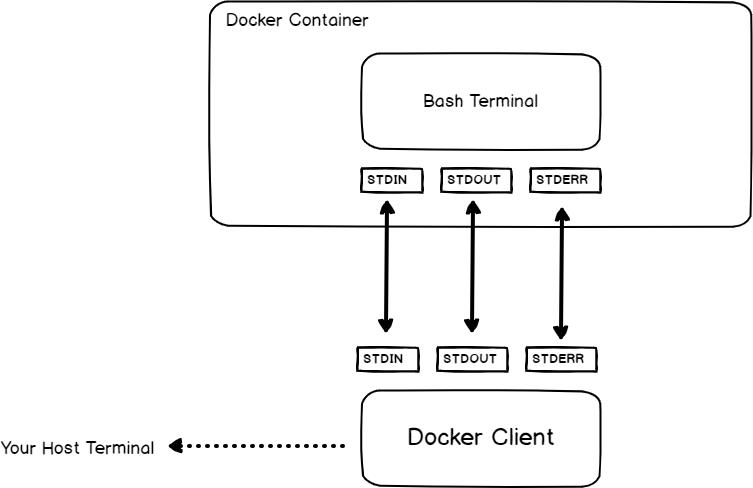 Docker Container
Bash Terminal
STDIN
STDOUT
STDERR
STDIN
STDOUT
STDERR
Docker Client
Your Host Terminal